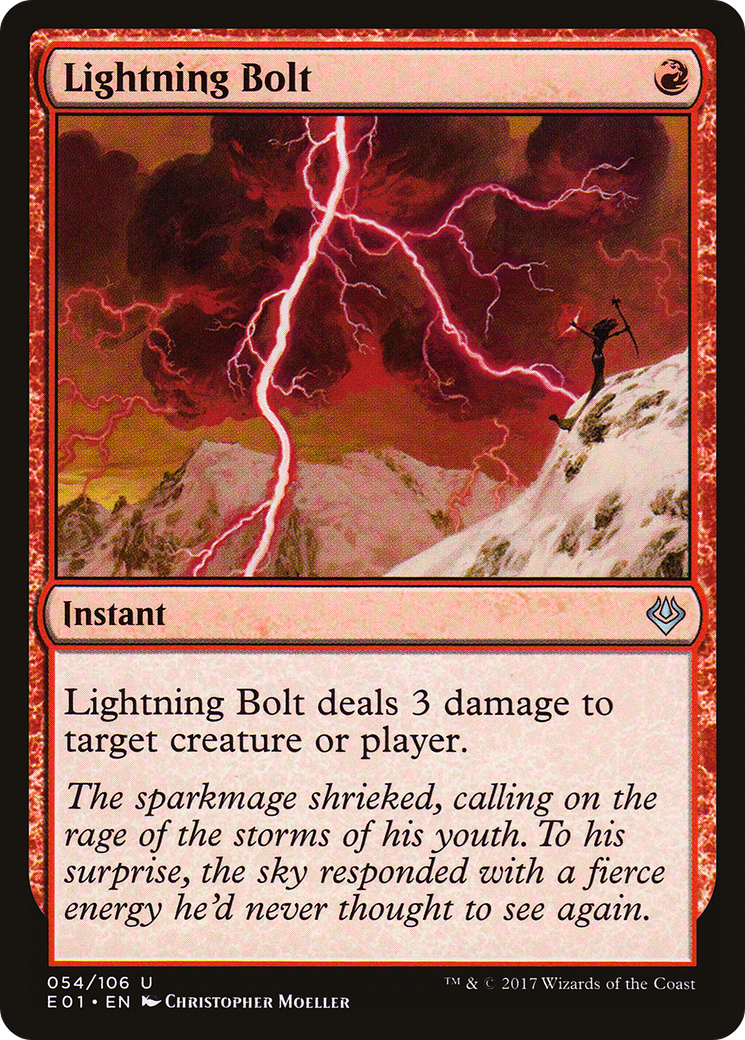 Lightning Bolt
Instant
Lightning Bolt deals 3 damage to
target creature or player.
The sparkmage shrieked, calling on the
rage of the storms of his youth. To his
surprise, the sky responded with a fierce
energy he'd never thought to see again.
054/106 U
™ & © 2017 Wizards of the Coast
E01 • EN Christopher Moeller